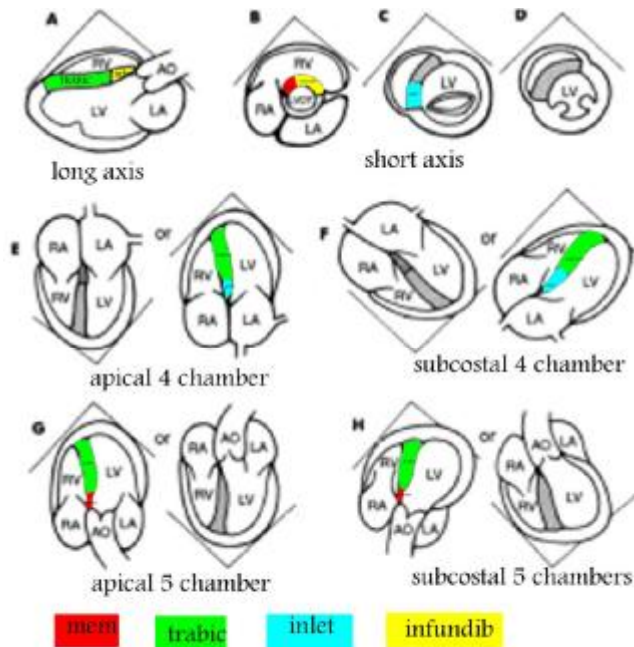 A B C D
RV AO
TRABIC
LV LA
RV
RA LVOT
LA
LV
LV
long axis
short axis
E RA LA or
RV LV
RV LV
RA LA
F LA or
RA LV
RV
RV LV
RA
LA
apical 4 chamber
subcostal 4 chamber
G or
RV LV
RA AO LA
RA AO LA
RV LV
H or
RV LV
RA AO LA
RA AO LA
RV LV
apical 5 chamber
subcostal 5 chambers
mem trabic inlet infundib